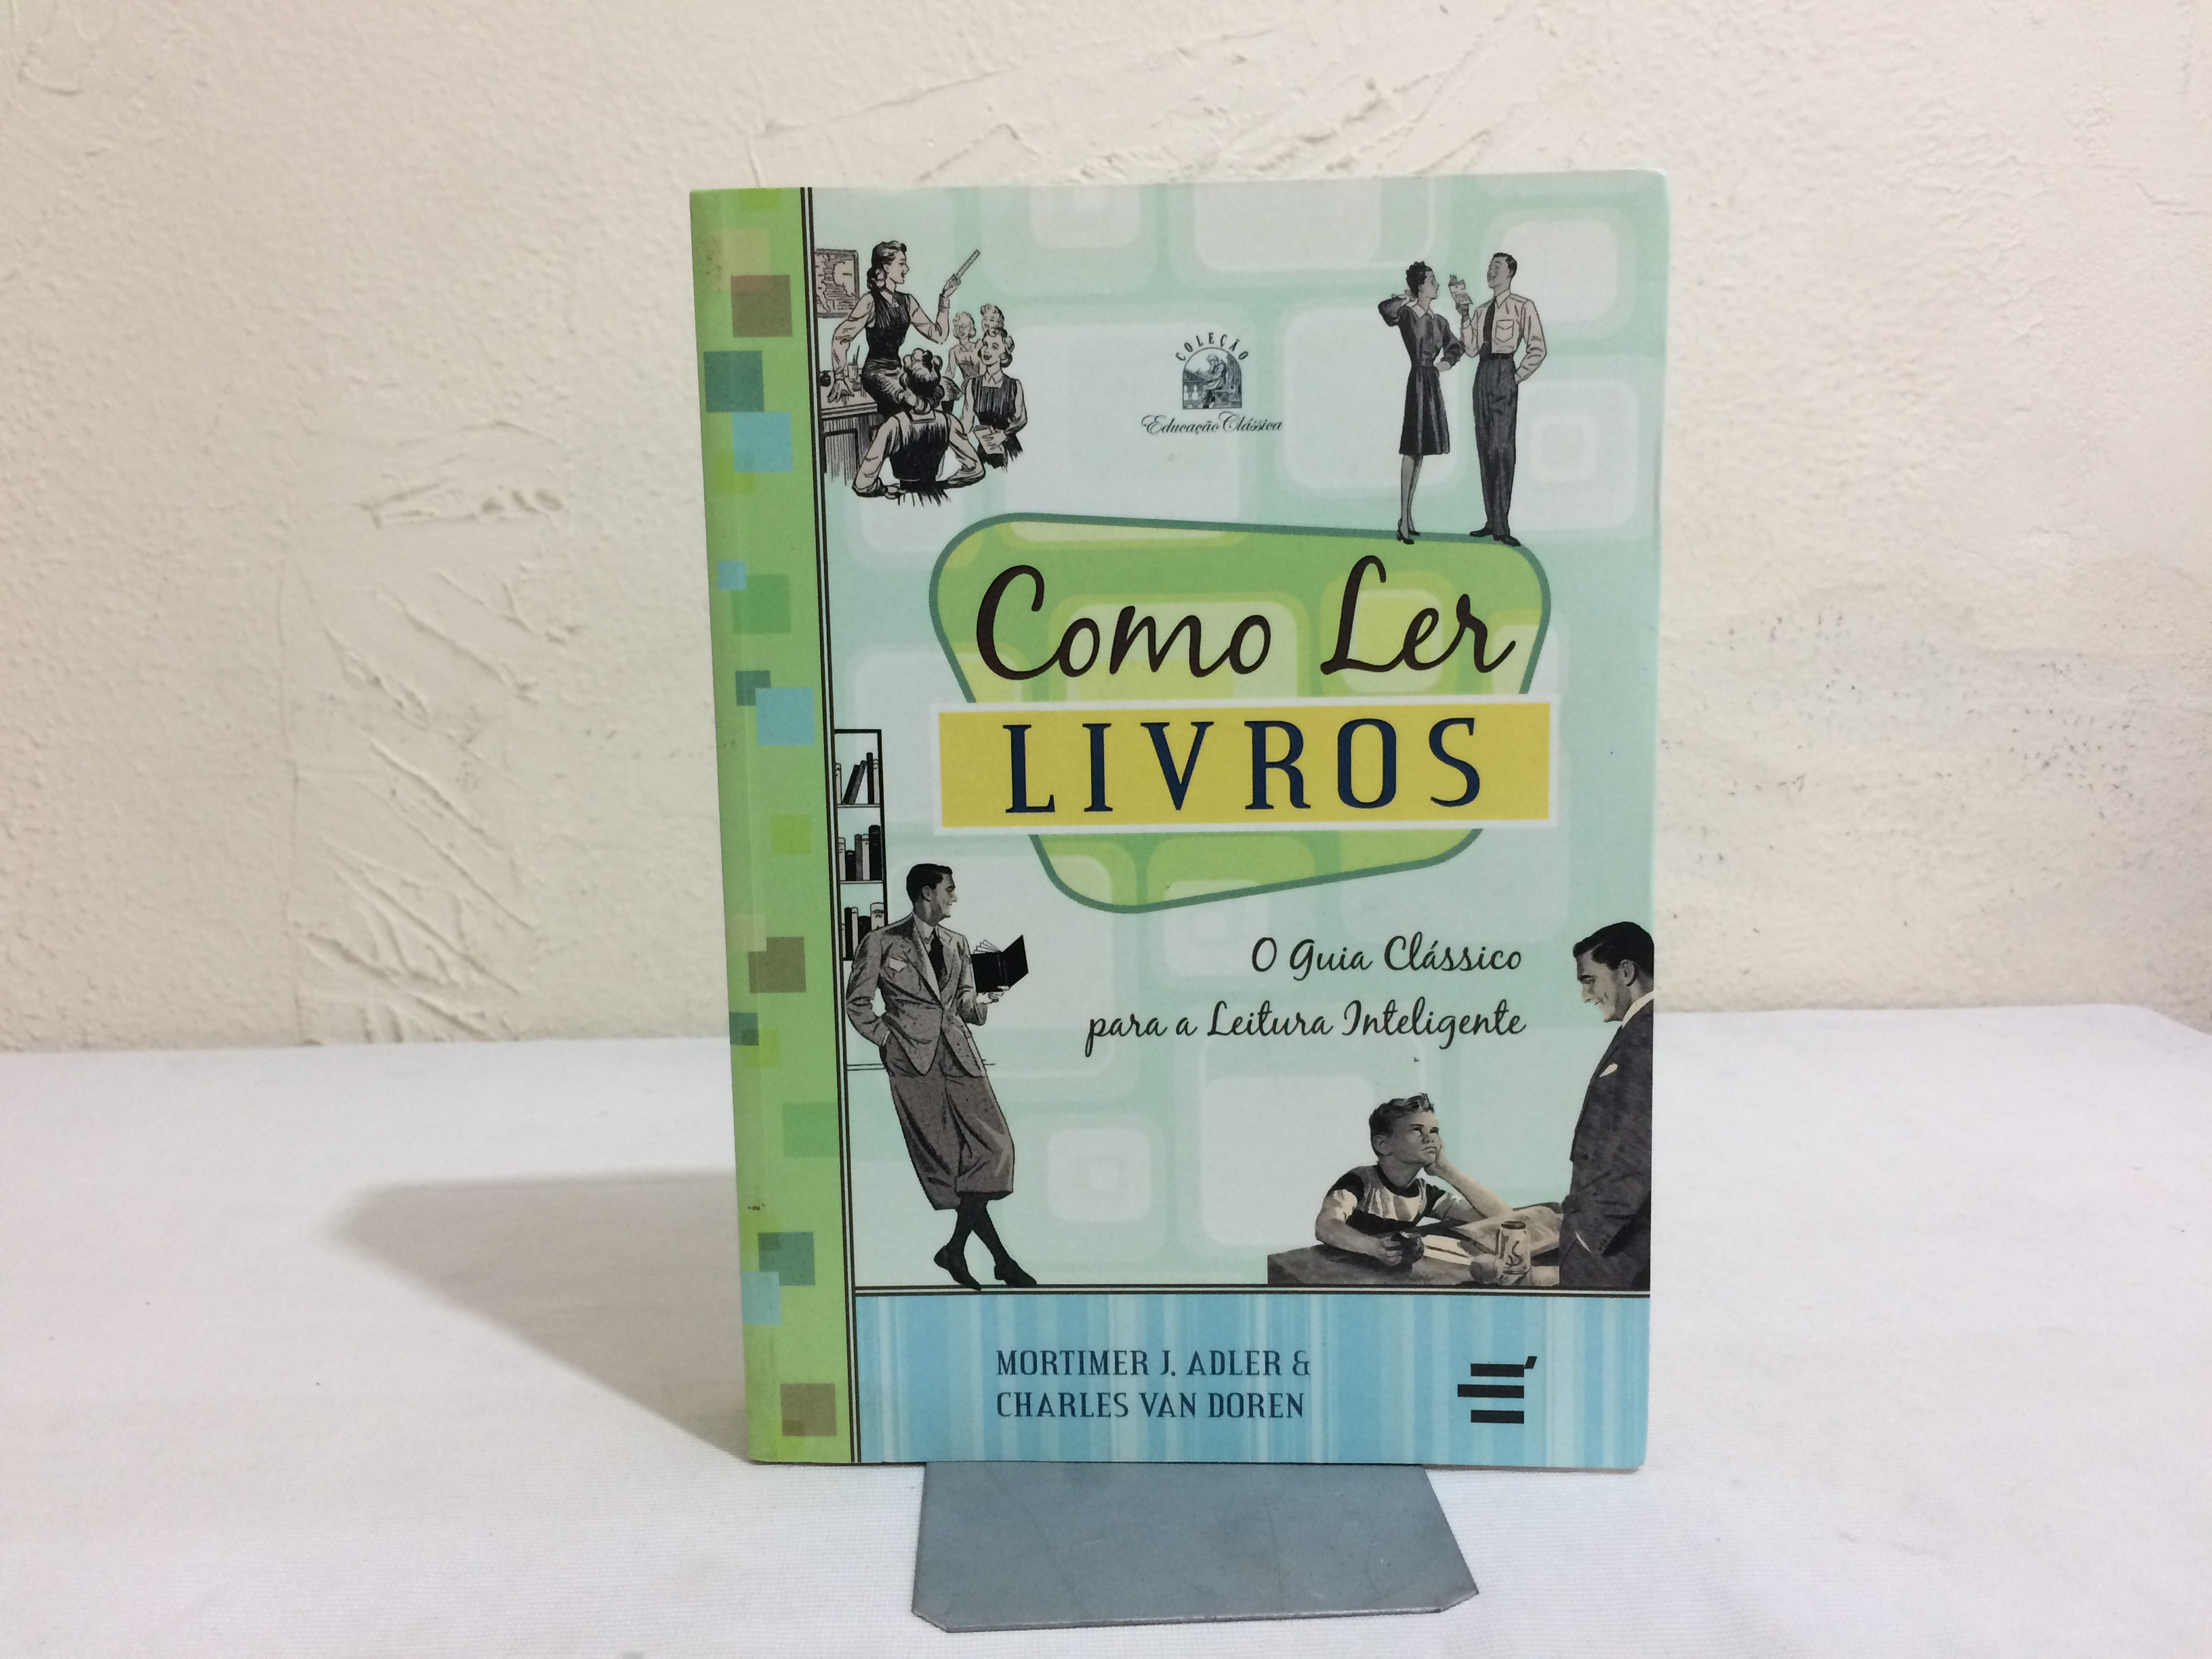 COLEÇÃO
Educação Clássica
Como Ler
LIVROS
O Guia Clássico
para a Leitura Inteligente
MORTIMER J. ADLER &
CHARLES VAN DOREN